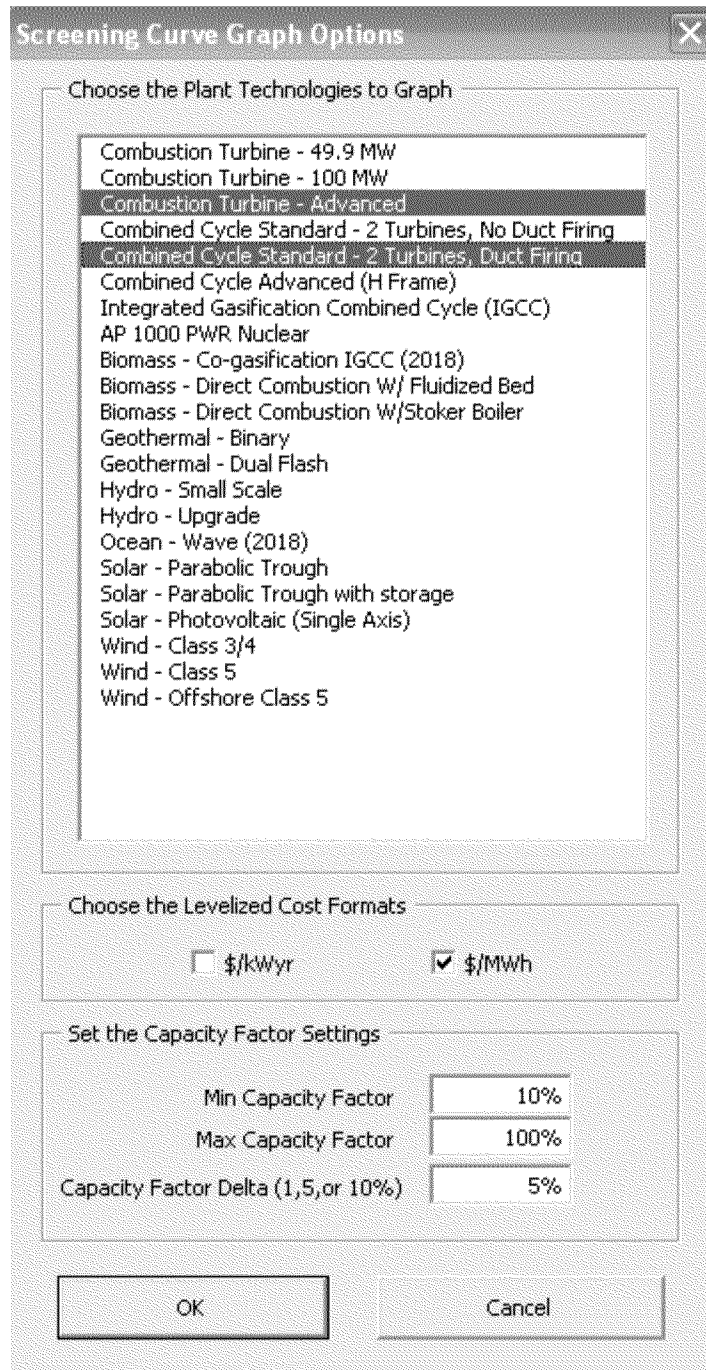 Screening Curve Graph Options
Choose the Plant Technologies to Graph
Combustion Turbine - 49.9 MW
Combustion Turbine - 100 MW
Combustion Turbine - Advanced
Combined Cycle Standard - 2 Turbines, No Duct Firing
Combined Cycle Standard - 2 Turbines, Duct Firing
Combined Cycle Advanced (H Frame)
Integrated Gasification Combined Cycle (IGCC)
AP 1000 PWR Nuclear
Biomass - Co-gasification IGCC (2018)
Biomass - Direct Combustion W/ Fluidized Bed
Biomass - Direct Combustion W/Stoker Boiler
Geothermal - Binary
Geothermal - Dual Flash
Hydro - Small Scale
Hydro - Upgrade
Ocean - Wave (2018)
Solar - Parabolic Trough
Solar - Parabolic Trough with storage
Solar - Photovoltaic (Single Axis)
Wind - Class 3/4
Wind - Class 5
Wind - Offshore Class 5
Choose the Levelized Cost Formats
$/kWyr $/MWh
Set the Capacity Factor Settings
Min Capacity Factor 10%
Max Capacity Factor 100%
Capacity Factor Delta (1,5,or 10%) 5%
OK Cancel